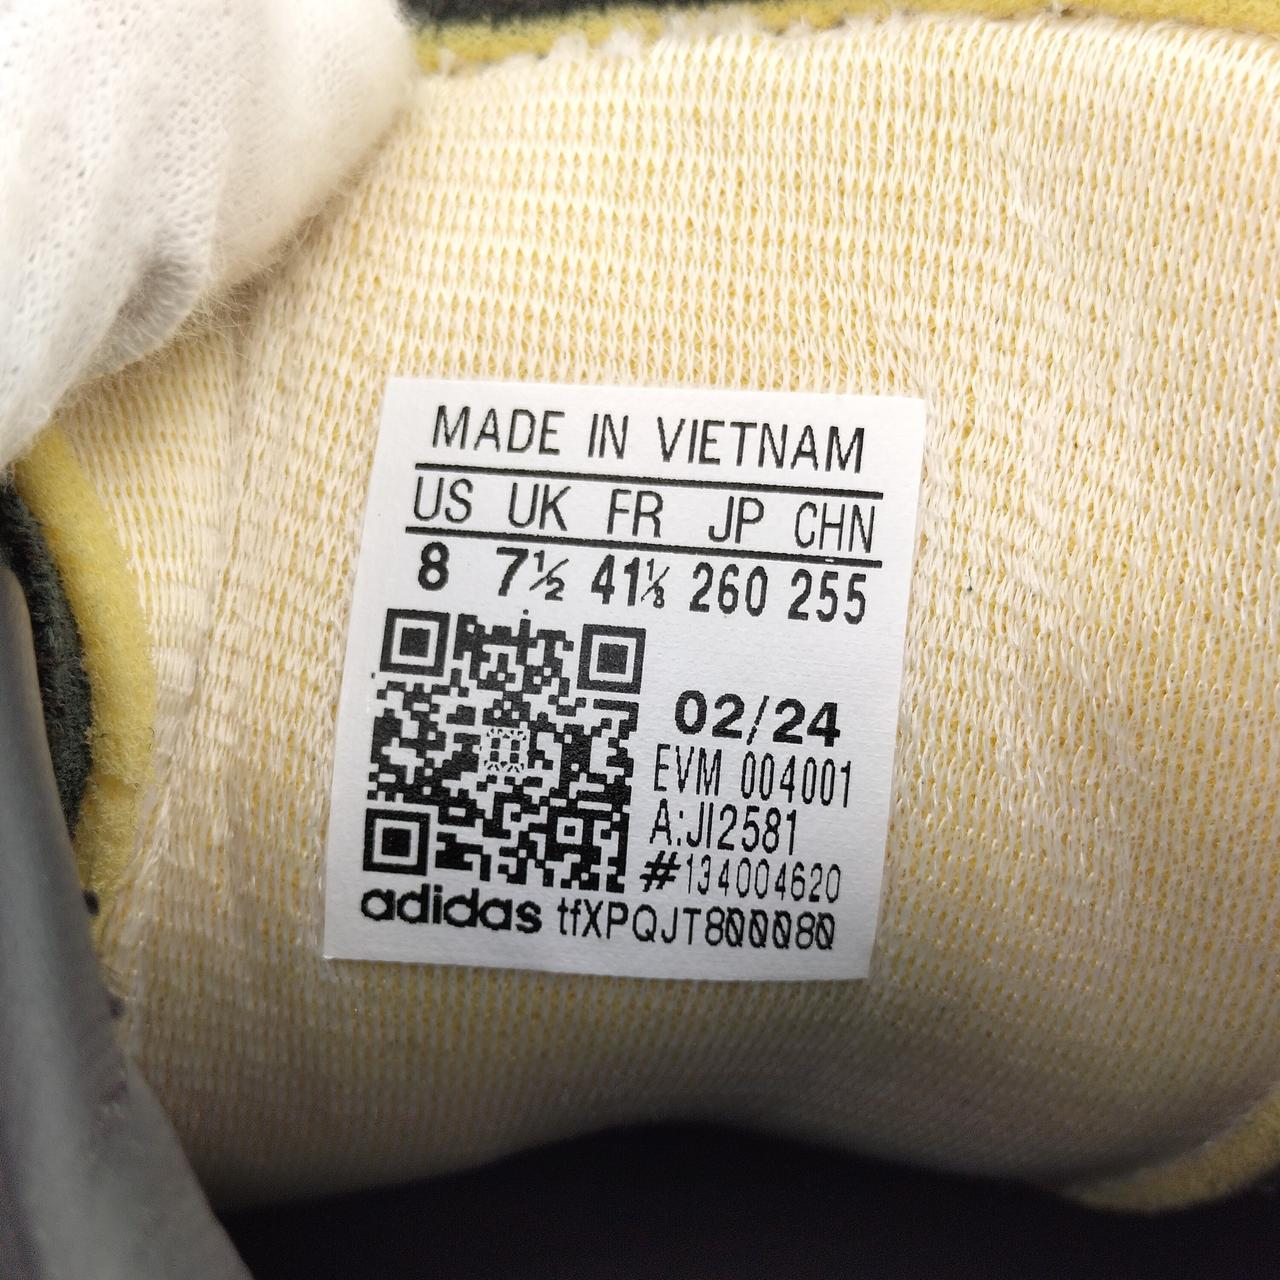 MADE IN VIETNAM
US UK FR JP CHN
8 7½ 41⅓ 260 255
02/24
EVM 004001
A:JI2581
#134004620
adidas tfXPQJT800080